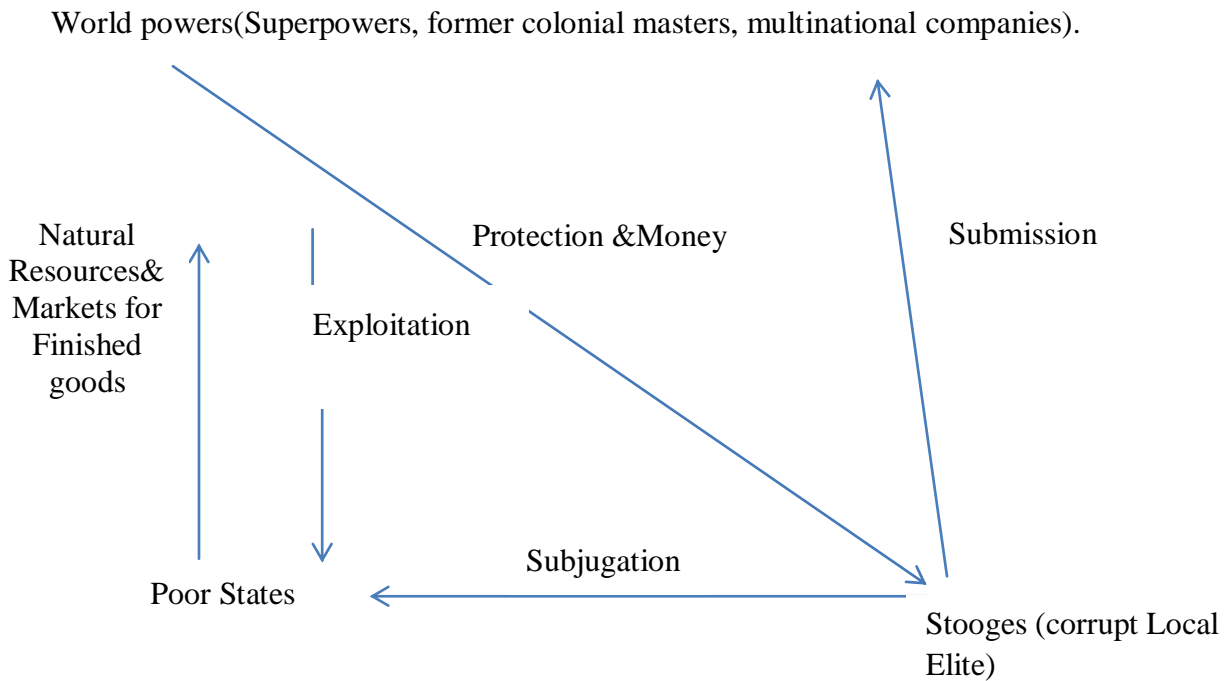 World powers(Superpowers, former colonial masters, multinational companies).
Natural
Resources&
Markets for
Finished
goods
Protection &Money
Submission
Exploitation
Subjugation
Poor States
Stooges (corrupt Local
Elite)